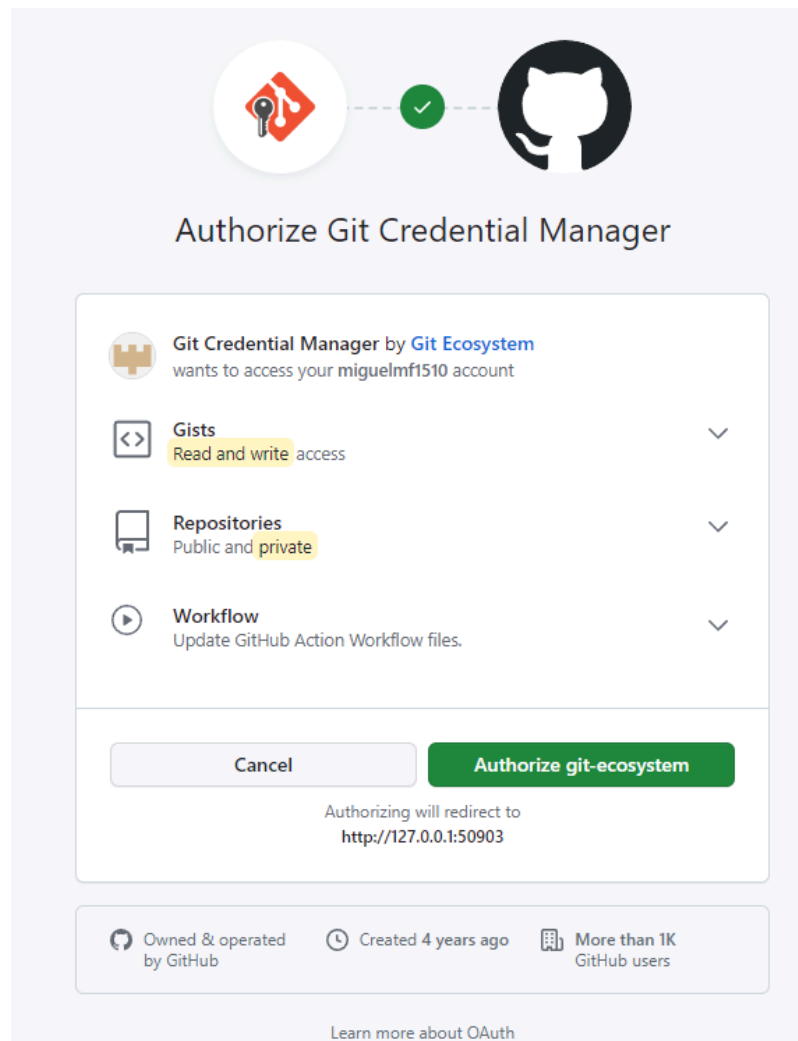 Authorize Git Credential Manager
Git Credential Manager by Git Ecosystem
wants to access your miguelmf1510 account
Gists
Read and write access
Repositories
Public and private
Workflow
Update GitHub Action Workflow files.
Cancel
Authorize git-ecosystem
Authorizing will redirect to
http://127.0.0.1:50903
Owned & operated
by GitHub
Created 4 years ago
More than 1K
GitHub users
Learn more about OAuth